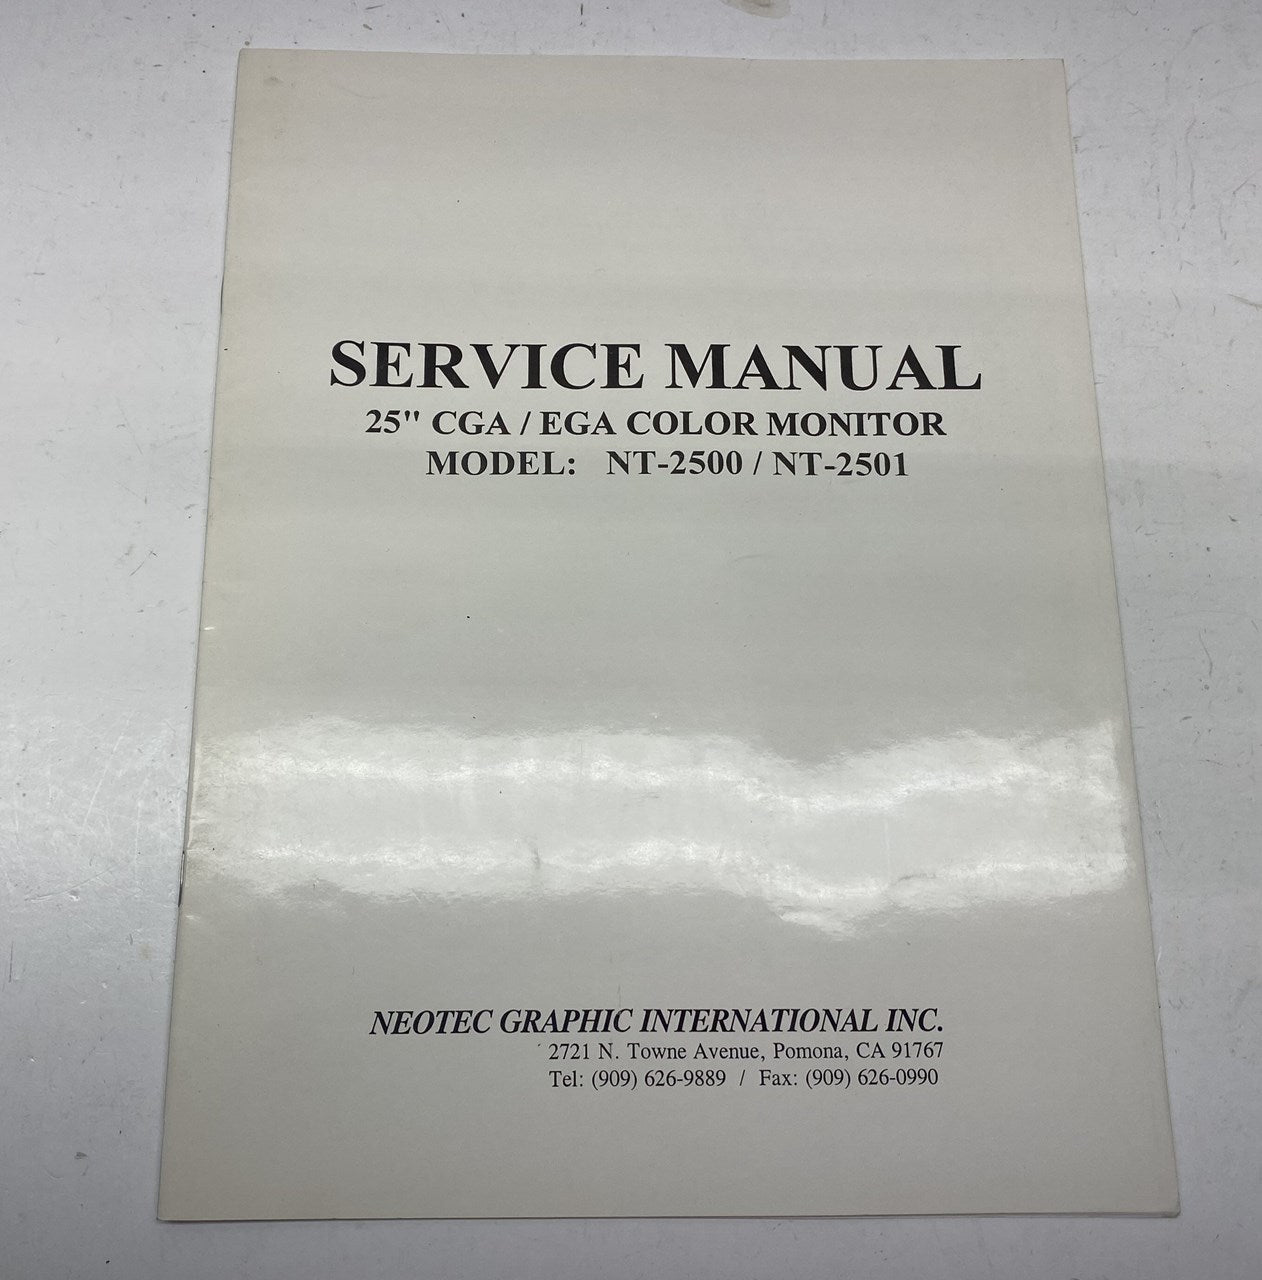 SERVICE MANUAL
25" CGA / EGA COLOR MONITOR
MODEL: NT-2500 / NT-2501
NEOTEC GRAPHIC INTERNATIONAL INC.
2721 N. Towne Avenue, Pomona, CA 91767
Tel: (909) 626-9889 / Fax: (909) 626-0990